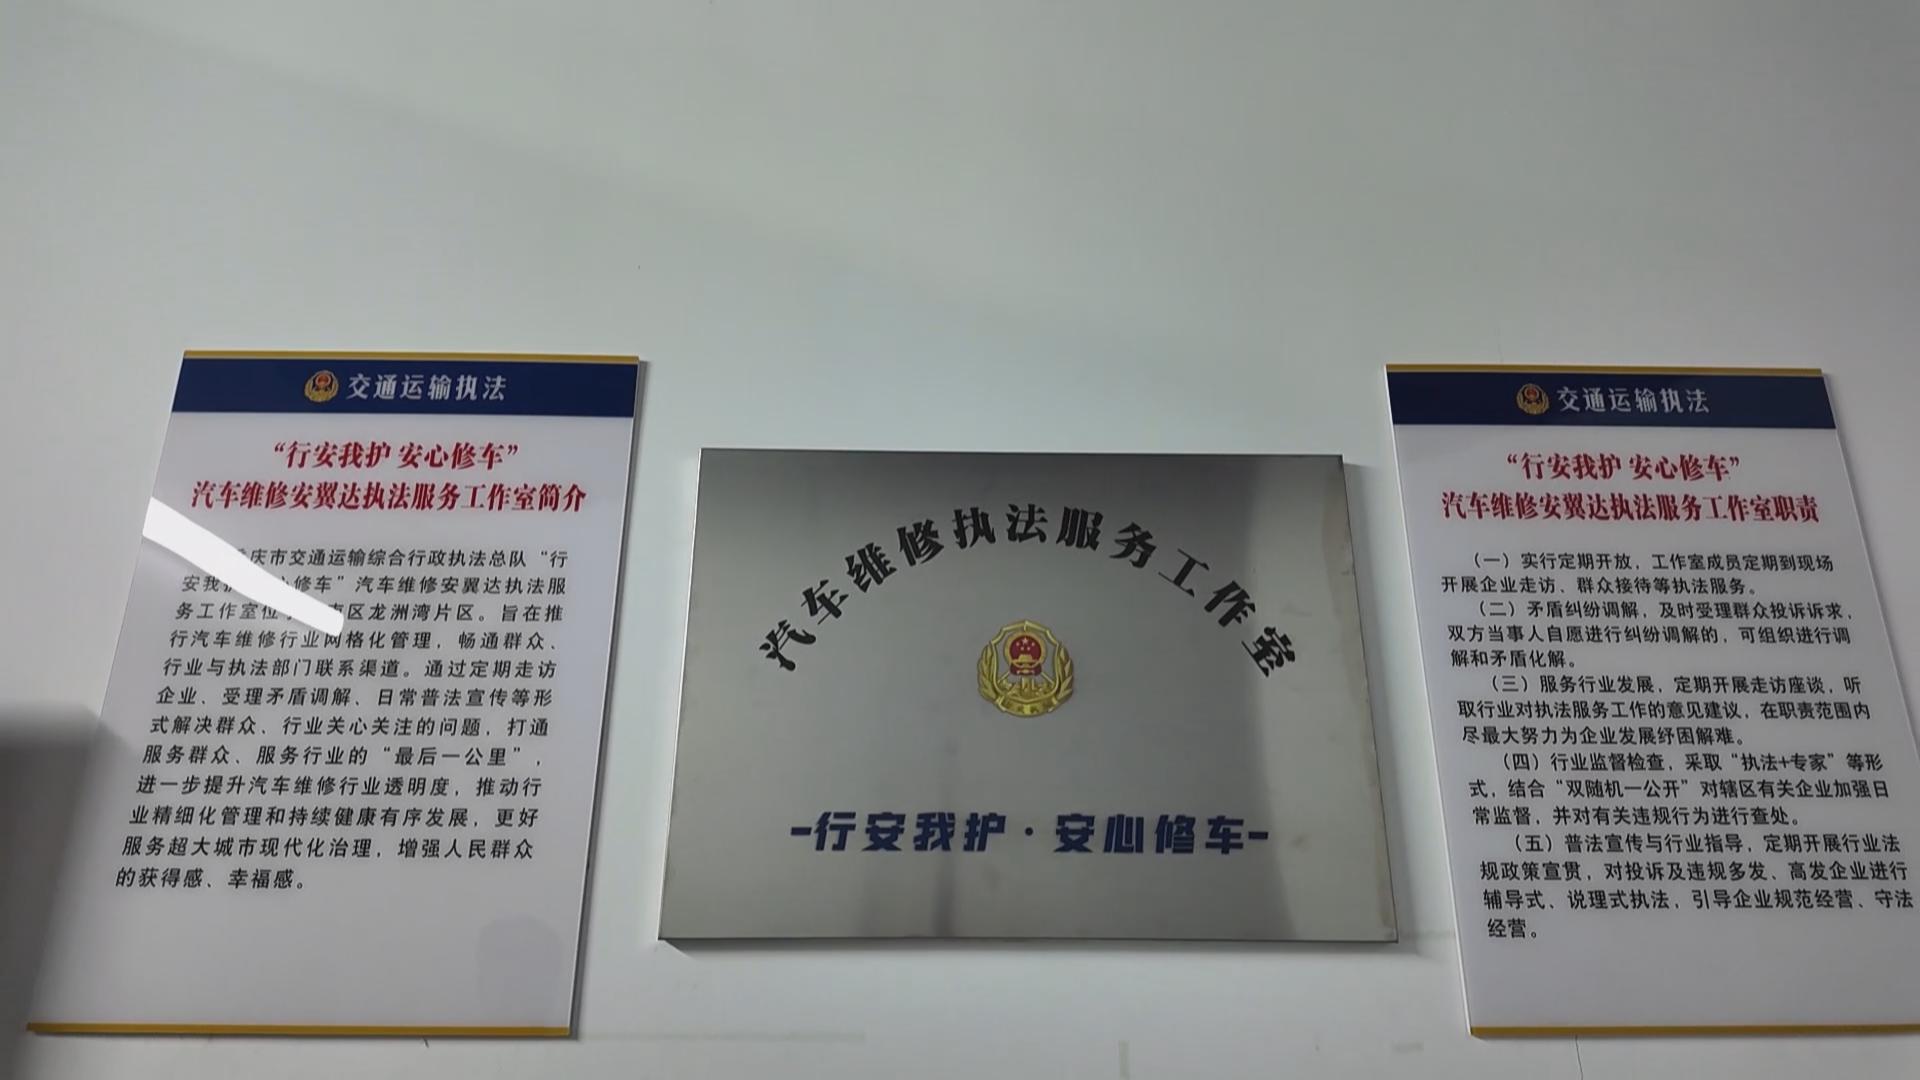 交通运输执法
“行安我护 安心修车”
汽车维修安翼达执法服务工作室简介
庆市交通运输综合行政执法总队“行
安我 心修车”汽车维修安翼达执法服
务工作室位 区龙洲湾片区。旨在推
行汽车维修行业网格化管理，畅通群众、
行业与执法部门联系渠道。通过定期走访
企业、受理矛盾调解、日常普法宣传等形
式解决群众、行业关心关注的问题，打通
服务群众、服务行业的“最后一公里”，
进一步提升汽车维修行业透明度，推动行
业精细化管理和持续健康有序发展，更好
服务超大城市现代化治理，增强人民群众
的获得感、幸福感。
汽车维修执法服务工作室
-行安我护·安心修车-
交通运输执法
“行安我护 安心修车”
汽车维修安翼达执法服务工作室职责
（一）实行定期开放，工作室成员定期到现场
开展企业走访、群众接待等执法服务。
（二）矛盾纠纷调解，及时受理群众投诉诉求，
双方当事人自愿进行纠纷调解的，可组织进行调
解和矛盾化解。
（三）服务行业发展，定期开展走访座谈，听
取行业对执法服务工作的意见建议，在职责范围内
尽最大努力为企业发展纾困解难。
（四）行业监督检查，采取“执法+专家”等形
式，结合“双随机一公开”对辖区有关企业加强日
常监督，并对有关违规行为进行查处。
（五）普法宣传与行业指导，定期开展行业法
规政策宣贯，对投诉及违规多发、高发企业进行
辅导式、说理式执法，引导企业规范经营、守法
经营。